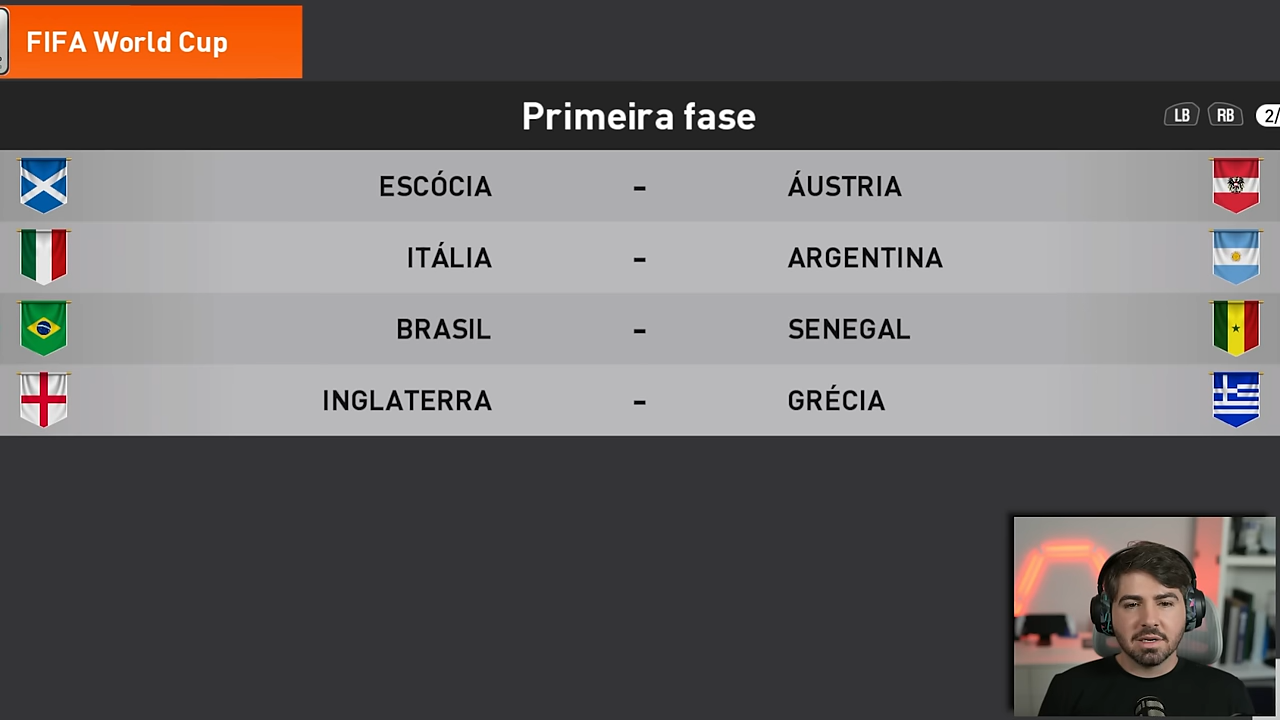 FIFA World Cup
Primeira fase
LB RB 2/
ESCÓCIA - ÁUSTRIA
ITÁLIA - ARGENTINA
BRASIL - SENEGAL
INGLATERRA - GRÉCIA